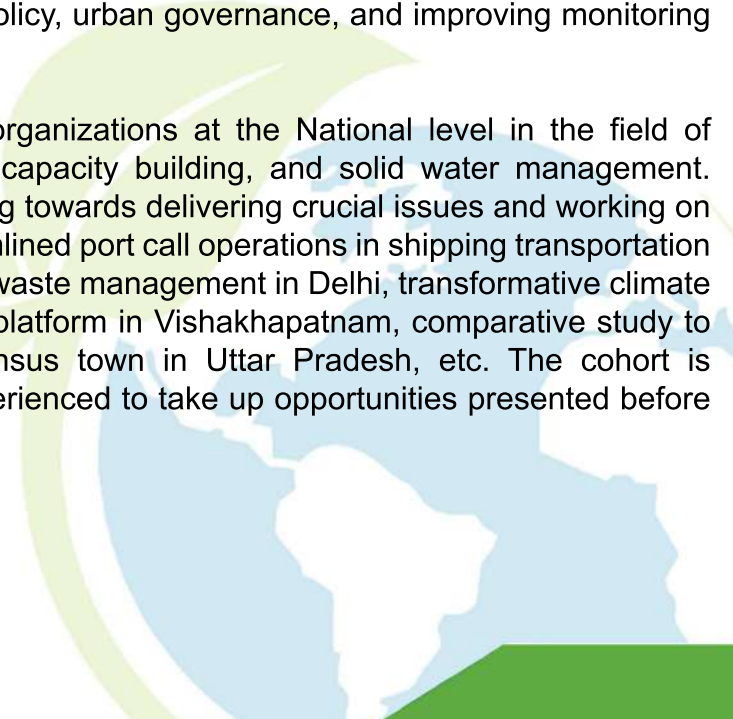 olicy, urban governance, and improving monitoring
organizations at the National level in the field of
capacity building, and solid water management.
g towards delivering crucial issues and working on
lined port call operations in shipping transportation
waste management in Delhi, transformative climate
platform in Vishakhapatnam, comparative study to
nsus town in Uttar Pradesh, etc. The cohort is
erienced to take up opportunities presented before